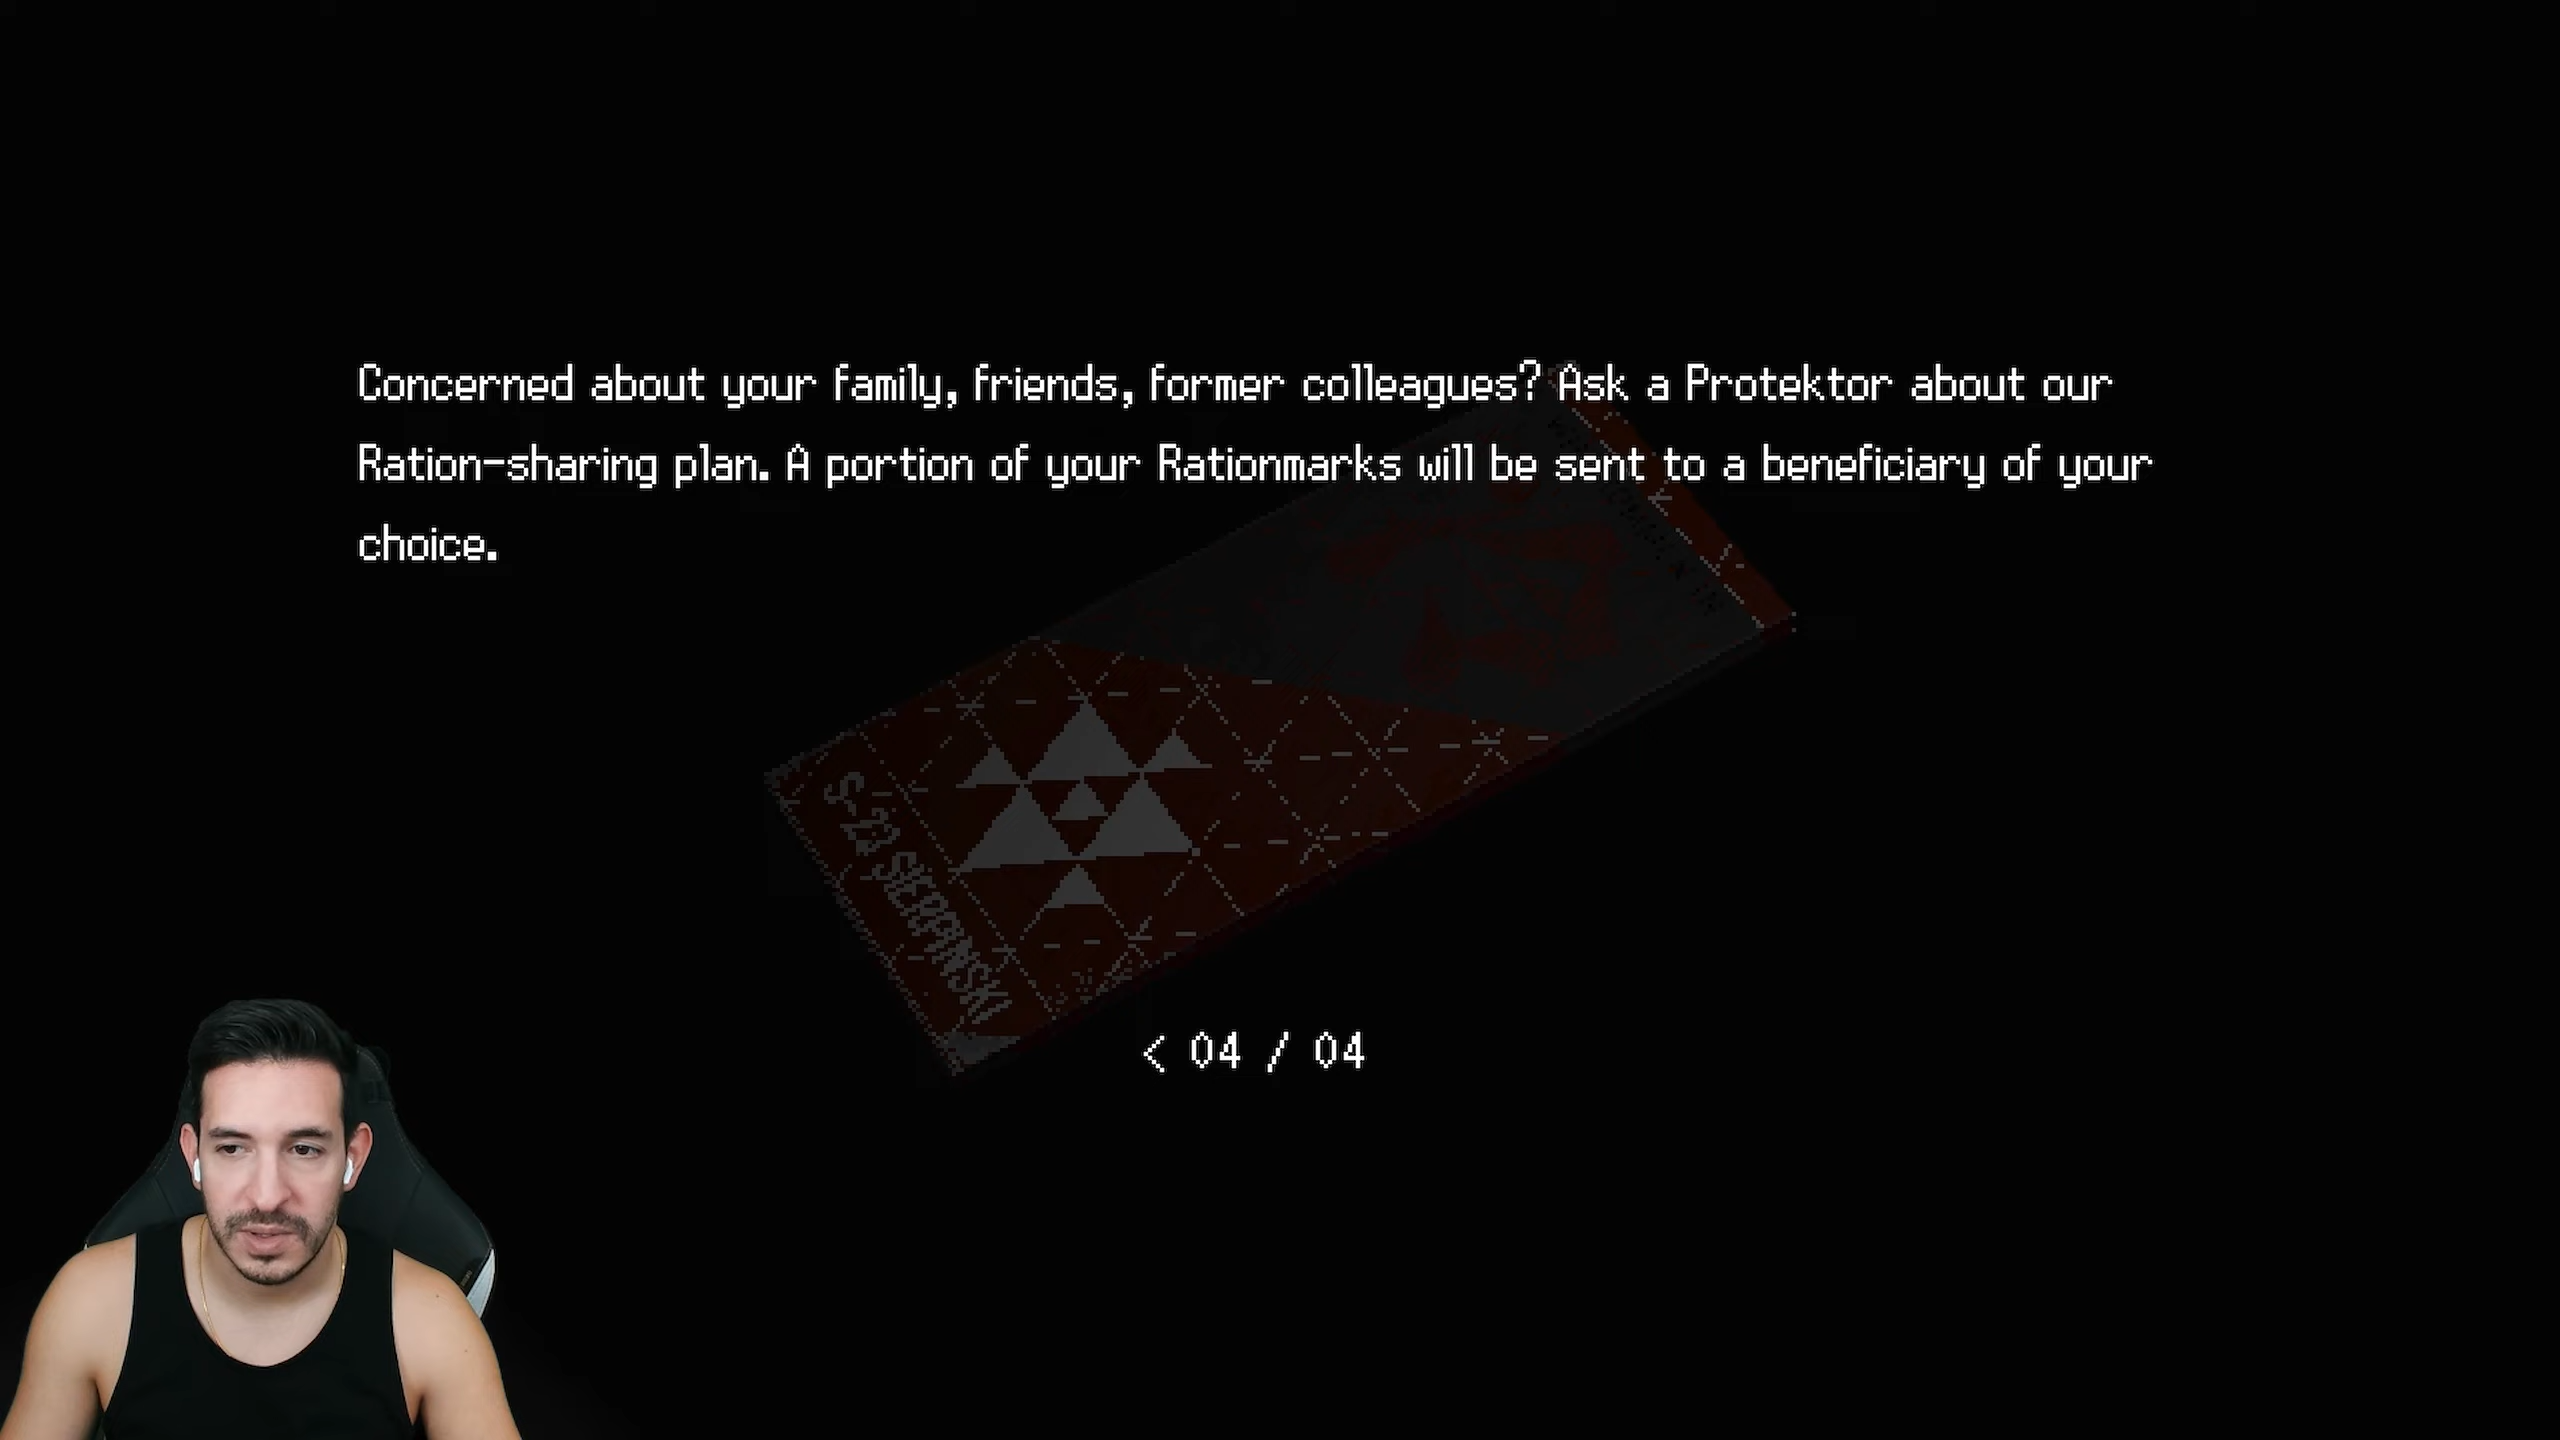 Concerned about your family, friends, former colleagues? Ask a Protektor about our
Ration-sharing plan. A portion of your Rationmarks will be sent to a beneficiary of your
choice.
S-23 SIERPINSKI
< 04 / 04